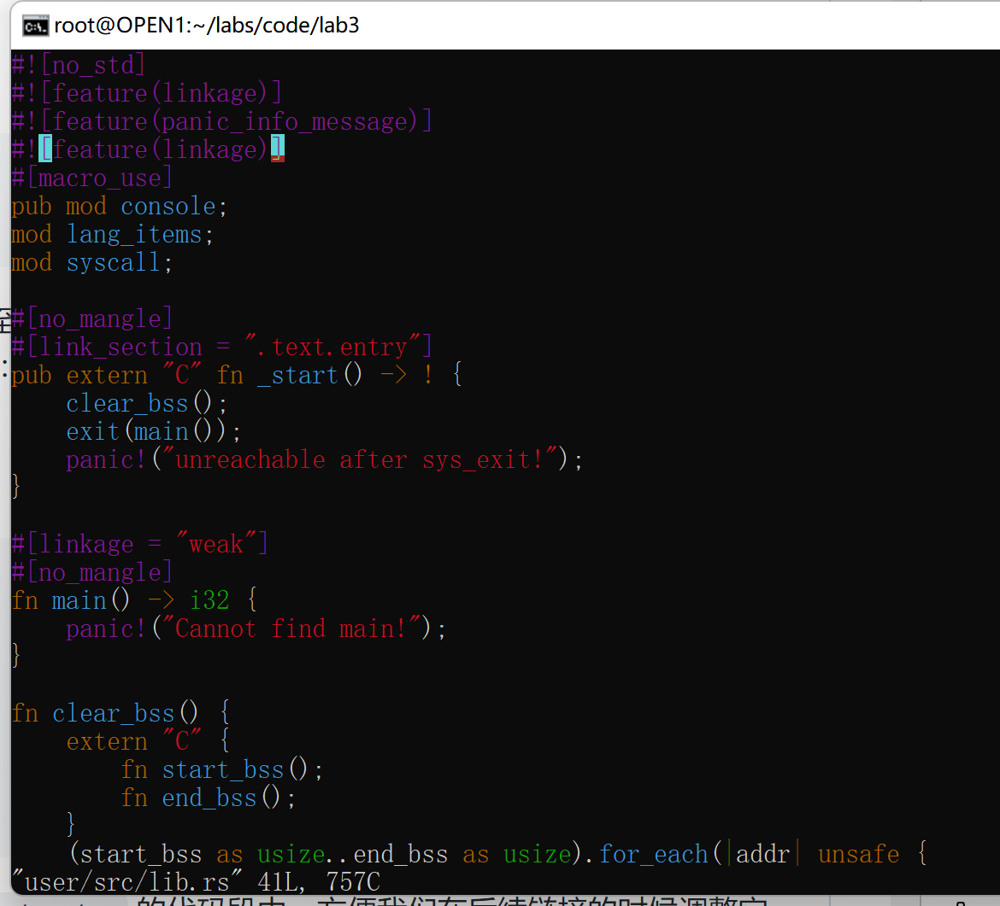 root@OPEN1:~/labs/code/lab3
#![no_std]
#![feature(linkage)]
#![feature(panic_info_message)]
#![feature(linkage)]
#[macro_use]
pub mod console;
mod lang_items;
mod syscall;
#[no_mangle]
#[link_section = ".text.entry"]
pub extern "C" fn _start() -> ! {
    clear_bss();
    exit(main());
    panic!("unreachable after sys_exit!");
}
#[linkage = "weak"]
#[no_mangle]
fn main() -> i32 {
    panic!("Cannot find main!");
}
fn clear_bss() {
    extern "C" {
        fn start_bss();
        fn end_bss();
    }
    (start_bss as usize..end_bss as usize).for_each(|addr| unsafe {
"user/src/lib.rs" 41L, 757C